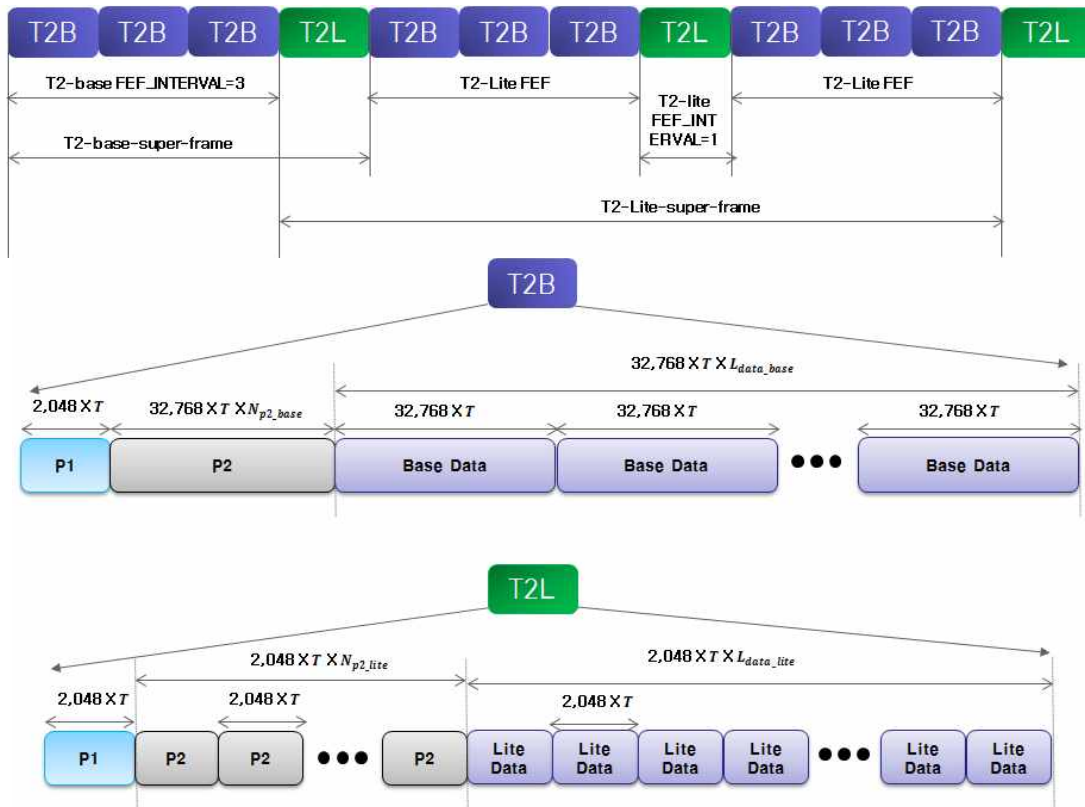 T2B T2B T2B T2L T2B T2B T2B T2L T2B T2B T2B T2L
T2-base FEF_INTERVAL=3
T2-Lite FEF
T2-lite
FEF_INT
ERVAL=1
T2-Lite FEF
T2-base-super-frame
T2-Lite-super-frame
T2B
32,768 X T X L_data_base
2,048 X T
32,768 X T X N_p2_base
32,768 X T
32,768 X T
32,768 X T
P1
P2
Base Data
Base Data
●●●
Base Data
T2L
2,048 X T X N_p2_lite
2,048 X T X L_data_lite
2,048 X T
2,048 X T
2,048 X T
P1
P2
P2
●●●
P2
Lite
Data
Lite
Data
Lite
Data
Lite
Data
●●●
Lite
Data
Lite
Data